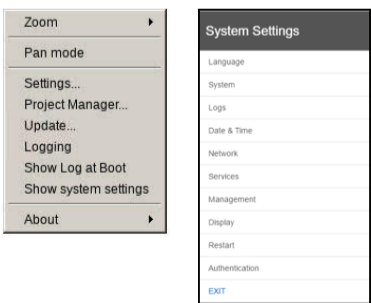 Zoom
Pan mode
Settings...
Project Manager...
Update...
Logging
Show Log at Boot
Show system settings
About
System Settings
Language
System
Logs
Date & Time
Network
Services
Management
Display
Restart
Authentication
EXIT